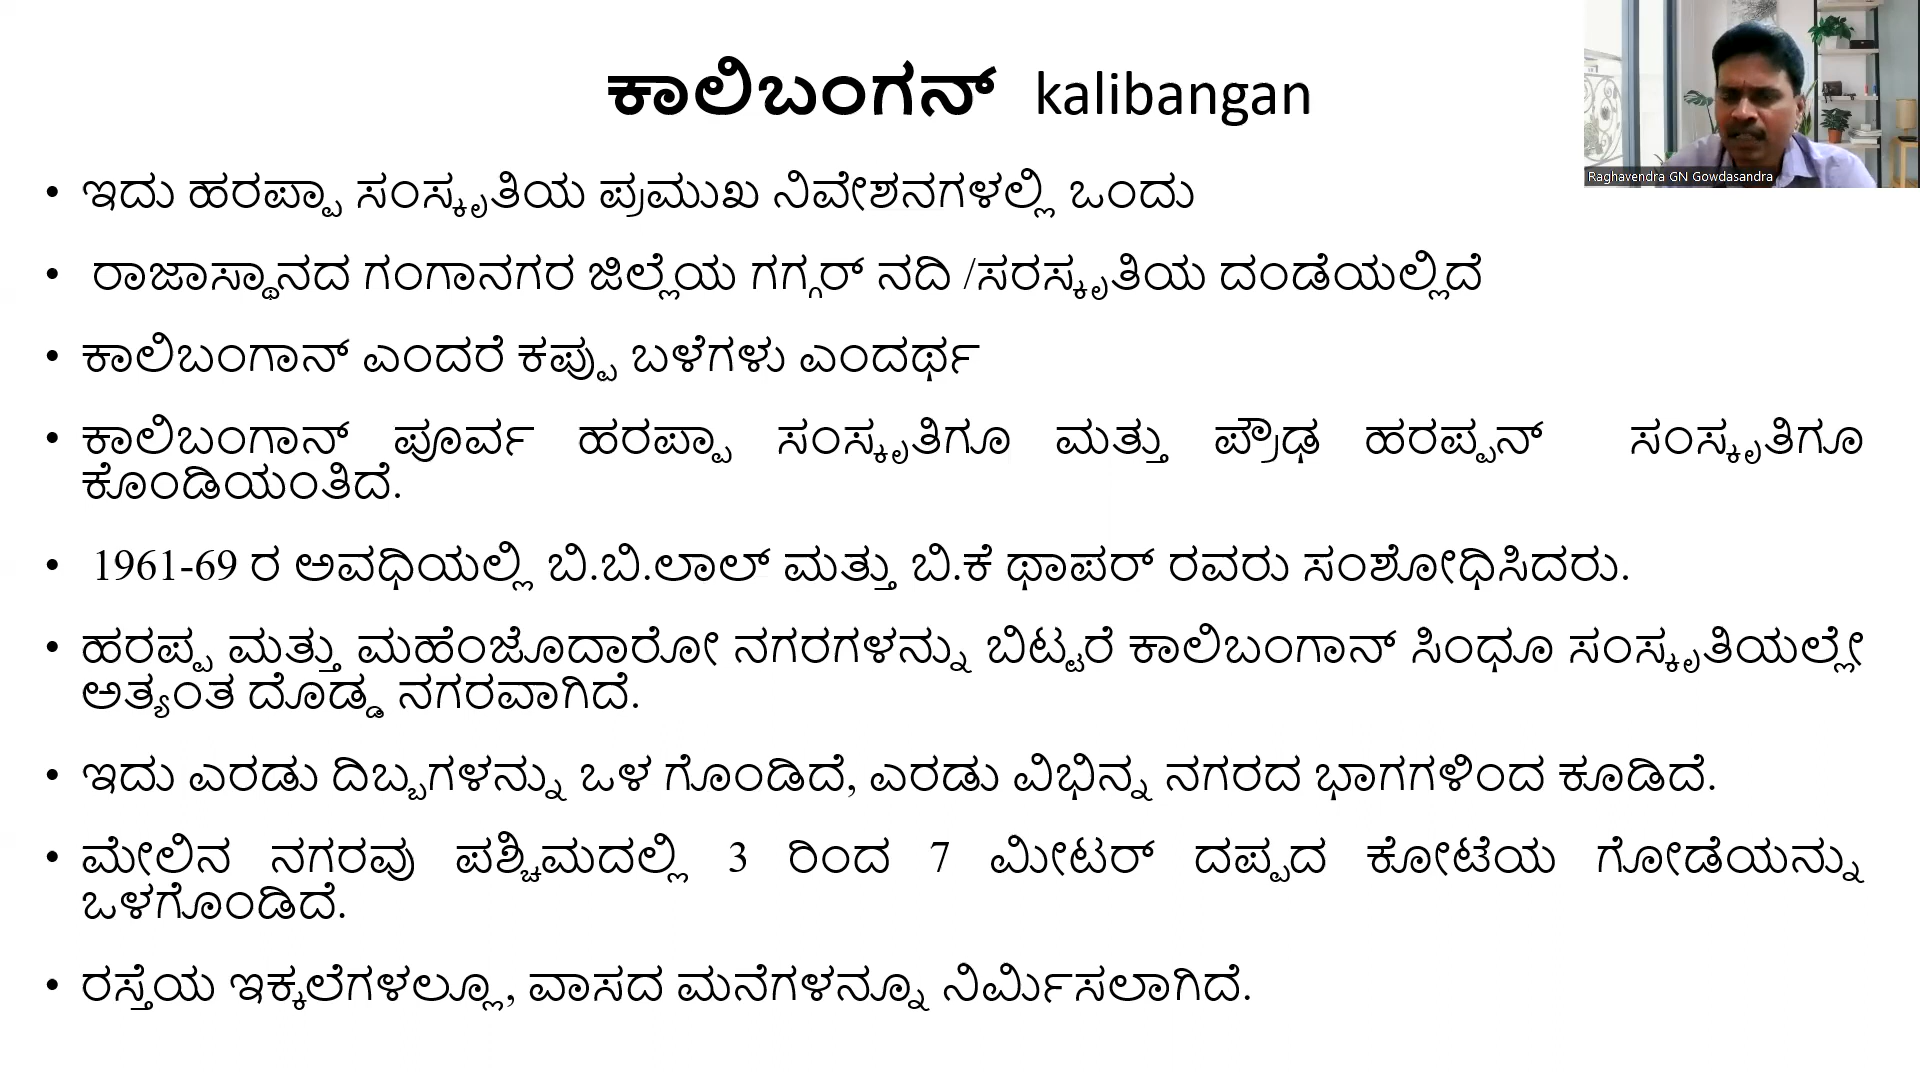 ಕಾಲಿಬಂಗನ್ kalibangan
Raghavendra GN Gowdasandra
• ಇದು ಹರಪ್ಪಾ ಸಂಸ್ಕೃತಿಯ ಪ್ರಮುಖ ನಿವೇಶನಗಳಲ್ಲಿ ಒಂದು
• ರಾಜಾಸ್ಥಾನದ ಗಂಗಾನಗರ ಜಿಲ್ಲೆಯ ಗಗ್ಗರ್ ನದಿ /ಸರಸ್ಕೃತಿಯ ದಂಡೆಯಲ್ಲಿದೆ
• ಕಾಲಿಬಂಗಾನ್ ಎಂದರೆ ಕಪ್ಪು ಬಳೆಗಳು ಎಂದರ್ಥ
• ಕಾಲಿಬಂಗಾನ್ ಪೂರ್ವ ಹರಪ್ಪಾ ಸಂಸ್ಕೃತಿಗೂ ಮತ್ತು ಪ್ರೌಢ ಹರಪ್ಪನ್ ಸಂಸ್ಕೃತಿಗೂ
ಕೊಂಡಿಯಂತಿದೆ.
• 1961-69 ರ ಅವಧಿಯಲ್ಲಿ ಬಿ.ಬಿ.ಲಾಲ್ ಮತ್ತು ಬಿ.ಕೆ ಥಾಪರ್ ರವರು ಸಂಶೋಧಿಸಿದರು.
• ಹರಪ್ಪ ಮತ್ತು ಮಹೆಂಜೊದಾರೋ ನಗರಗಳನ್ನು ಬಿಟ್ಟರೆ ಕಾಲಿಬಂಗಾನ್ ಸಿಂಧೂ ಸಂಸ್ಕೃತಿಯಲ್ಲೇ
ಅತ್ಯಂತ ದೊಡ್ಡ ನಗರವಾಗಿದೆ.
• ಇದು ಎರಡು ದಿಬ್ಬಗಳನ್ನು ಒಳ ಗೊಂಡಿದೆ, ಎರಡು ವಿಭಿನ್ನ ನಗರದ ಭಾಗಗಳಿಂದ ಕೂಡಿದೆ.
• ಮೇಲಿನ ನಗರವು ಪಶ್ಚಿಮದಲ್ಲಿ 3 ರಿಂದ 7 ಮೀಟರ್ ದಪ್ಪದ ಕೋಟೆಯ ಗೋಡೆಯನ್ನು
ಒಳಗೊಂಡಿದೆ.
• ರಸ್ತೆಯ ಇಕ್ಕಲೆಗಳಲ್ಲೂ, ವಾಸದ ಮನೆಗಳನ್ನೂ ನಿರ್ಮಿಸಲಾಗಿದೆ.